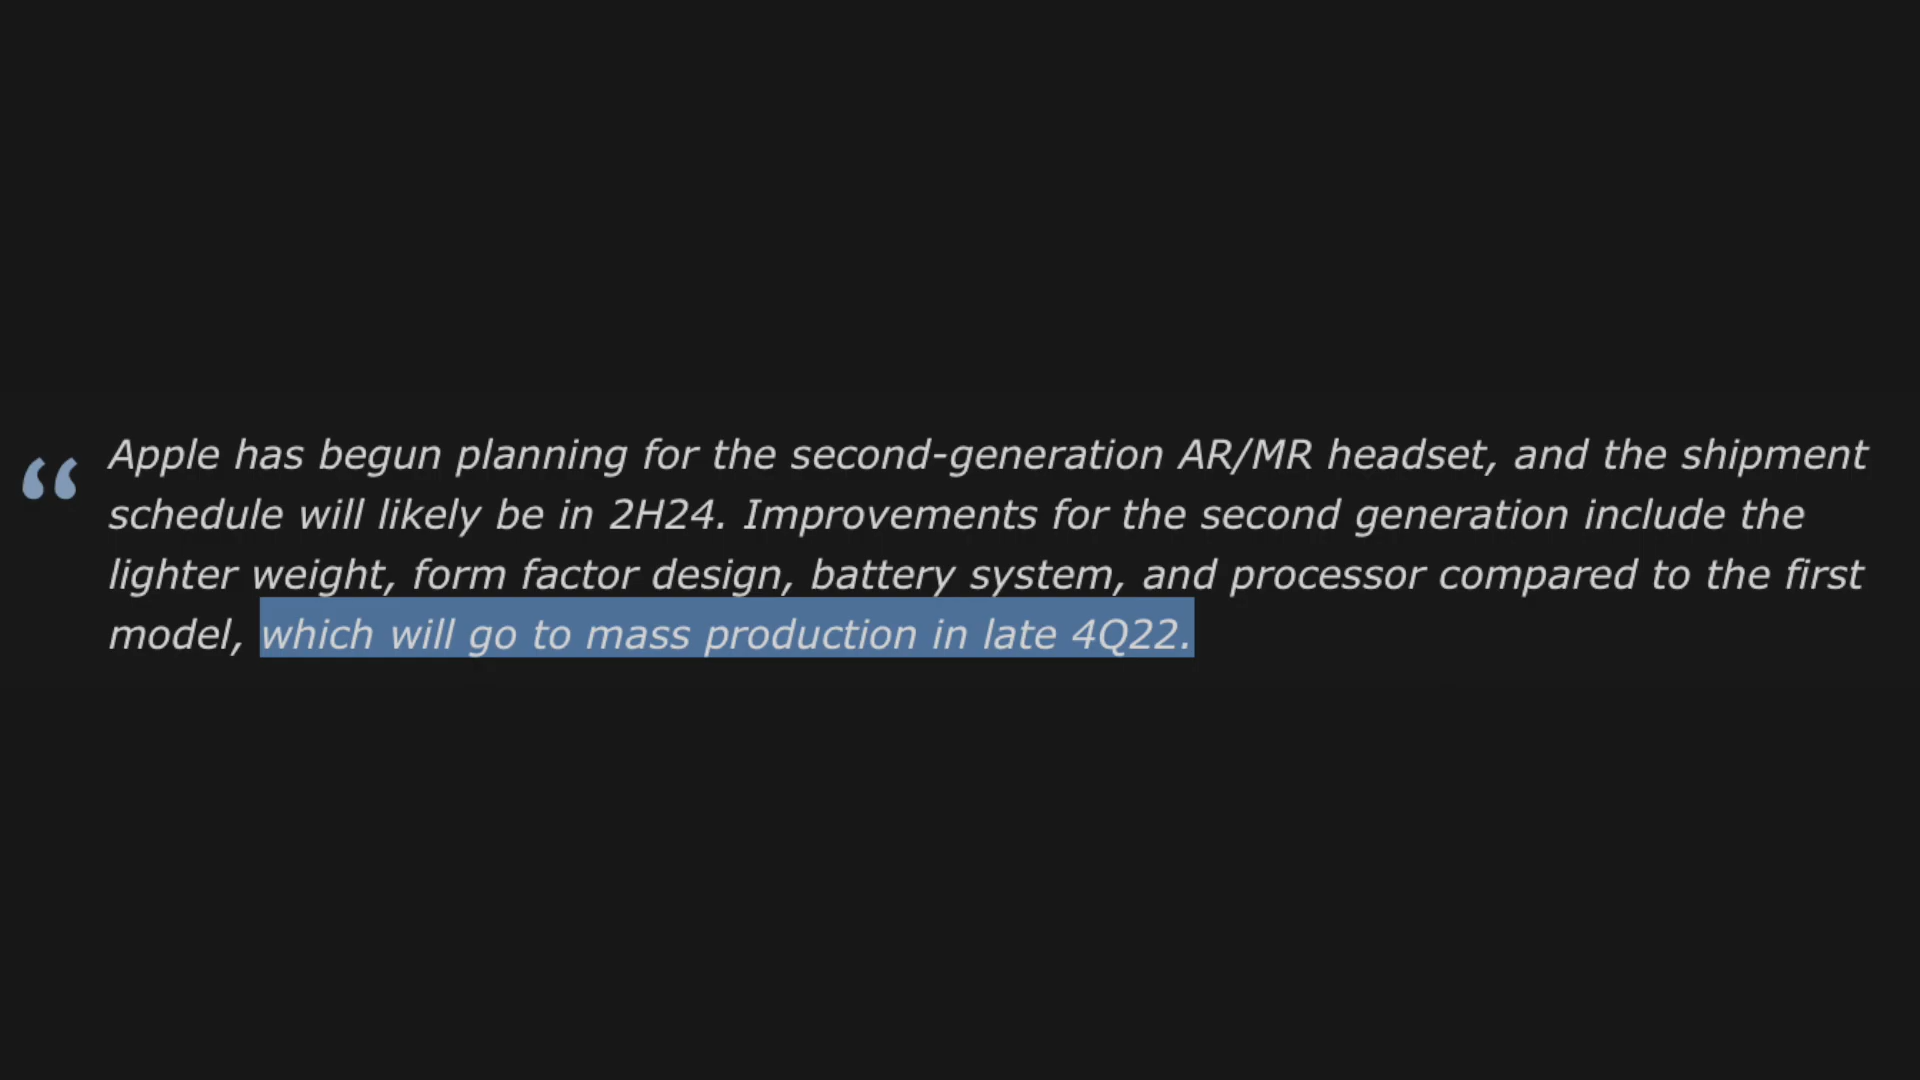 “ Apple has begun planning for the second-generation AR/MR headset, and the shipment
schedule will likely be in 2H24. Improvements for the second generation include the
lighter weight, form factor design, battery system, and processor compared to the first
model, which will go to mass production in late 4Q22.